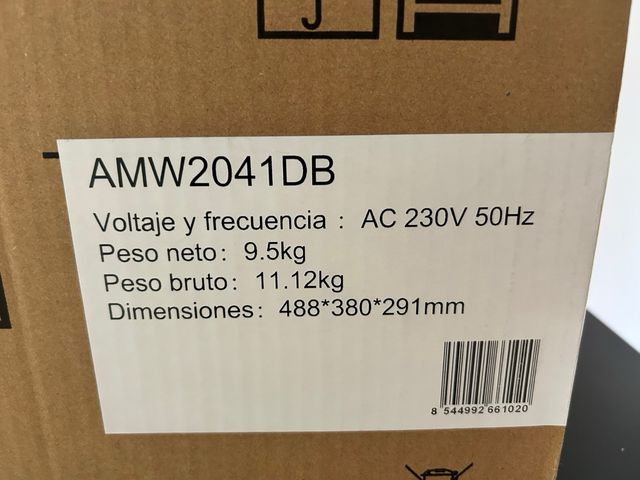 AMW2041DB
Voltaje y frecuencia : AC 230V 50Hz
Peso neto: 9.5kg
Peso bruto: 11.12kg
Dimensiones: 488*380*291mm
8 544992 661020